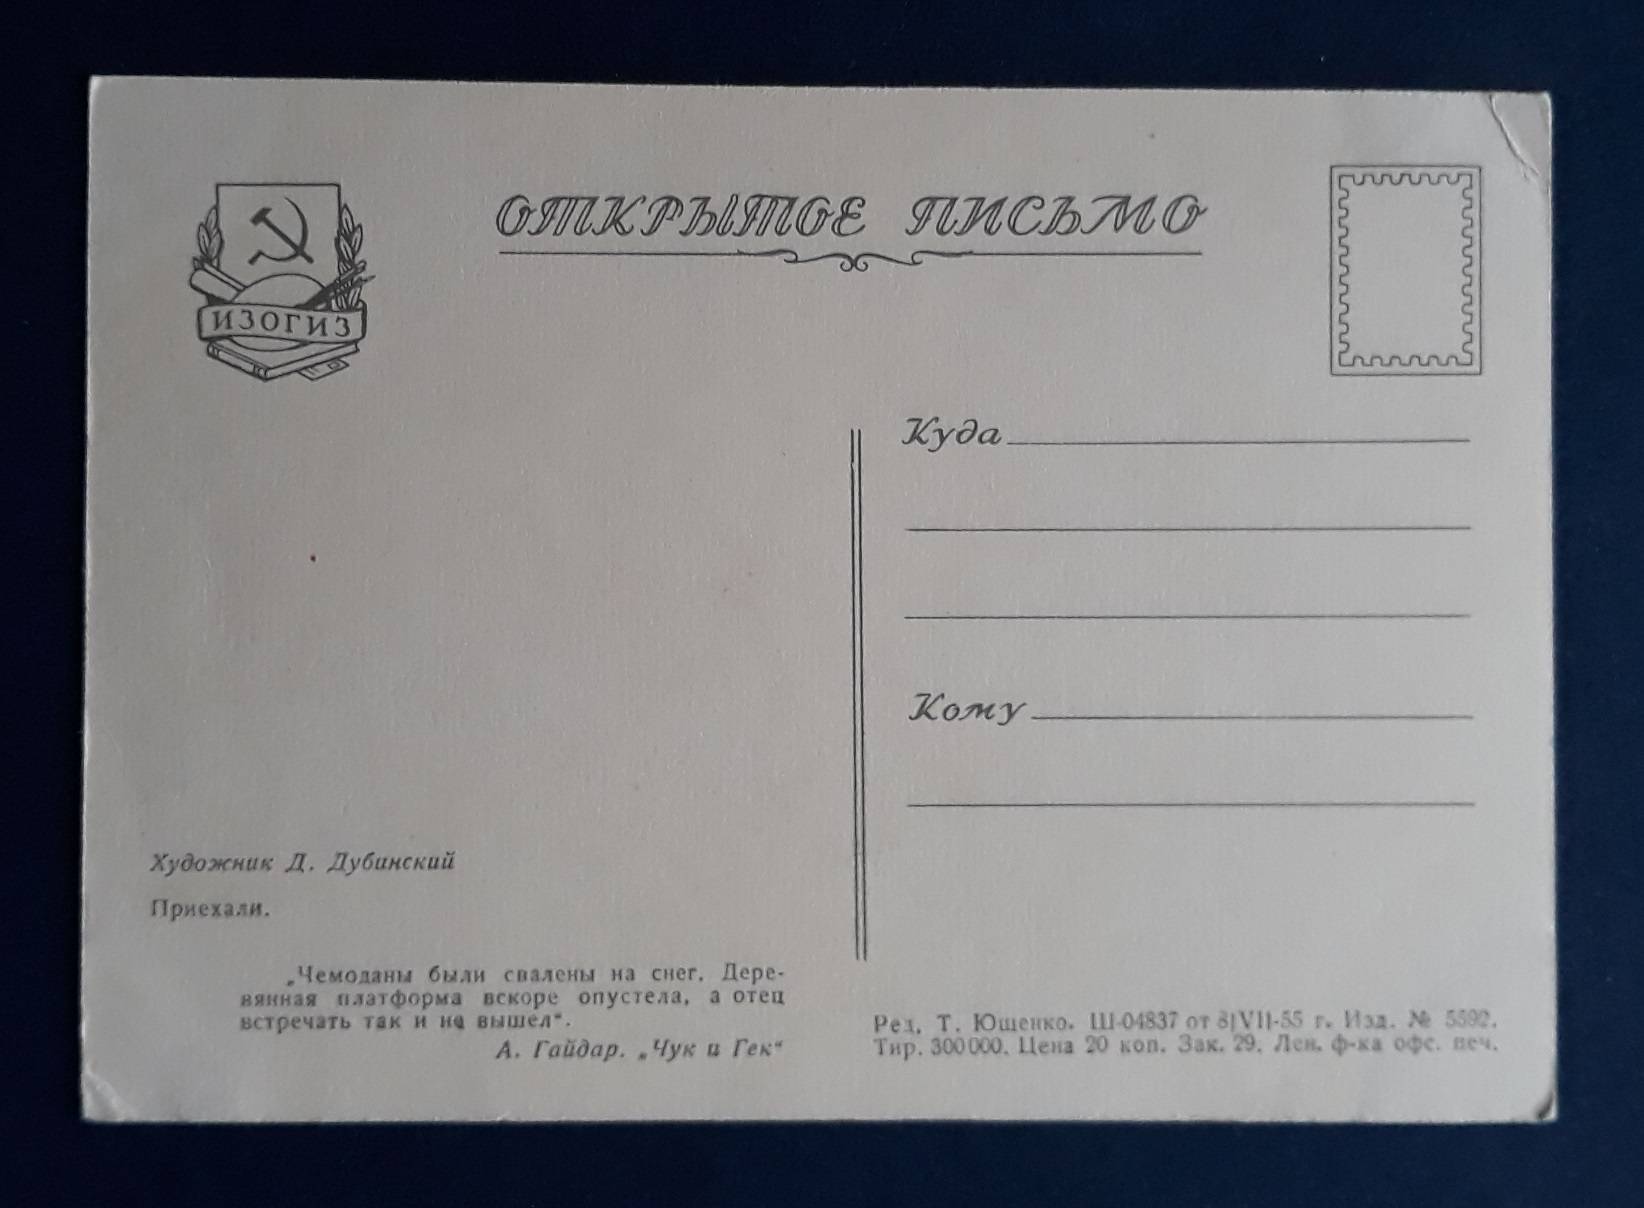 ОТКРЫТОЕ ПИСЬМО
ИЗОГИЗ
Куда
Кому
Художник Д. Дубинский
Приехали.
„Чемоданы были свалены на снег. Дере-
вянная платформа вскоре опустела, а отец
встречать так и не вышел“.
А. Гайдар. „Чук и Гек“
Ред. Т. Ющенко. Ш-04837 от 8|VII-55 г. Изд. № 5592.
Тир. 300000. Цена 20 коп. Зак. 29. Лен. ф-ка офс. печ.